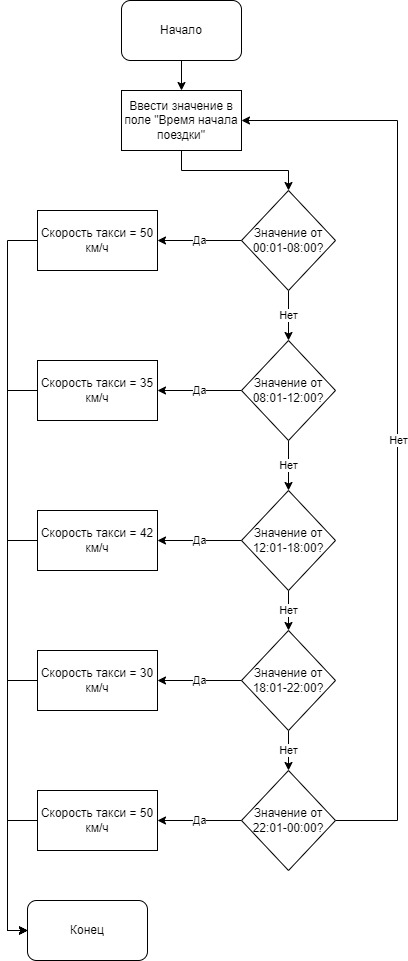 Начало
Ввести значение в
поле "Время начала
поездки"
Значение от
00:01-08:00?
Скорость такси = 50
км/ч
Да
Нет
Значение от
08:01-12:00?
Скорость такси = 35
км/ч
Да
Нет
Нет
Значение от
12:01-18:00?
Скорость такси = 42
км/ч
Да
Нет
Значение от
18:01-22:00?
Скорость такси = 30
км/ч
Да
Нет
Значение от
22:01-00:00?
Скорость такси = 50
км/ч
Да
Конец